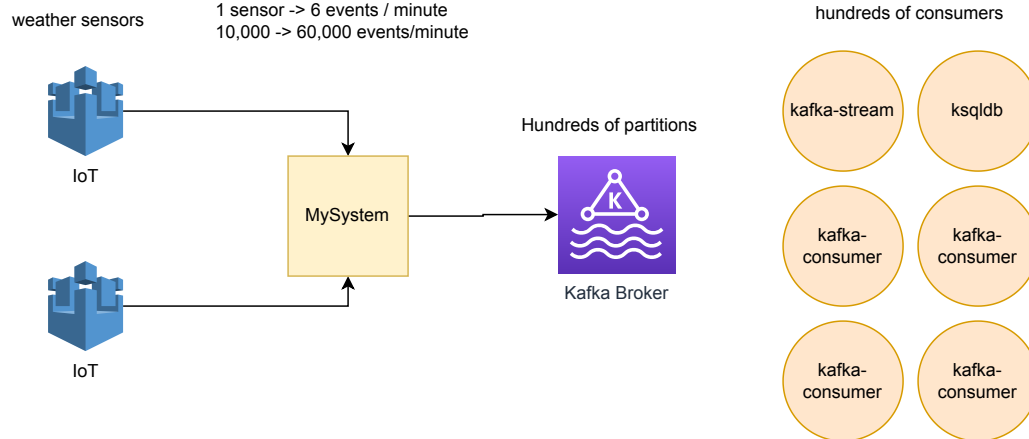 weather sensors
1 sensor -> 6 events / minute
10,000 -> 60,000 events/minute
hundreds of consumers
IoT
MySystem
Hundreds of partitions
K
Kafka Broker
kafka-stream
ksqldb
kafka-
consumer
kafka-
consumer
IoT
kafka-
consumer
kafka-
consumer